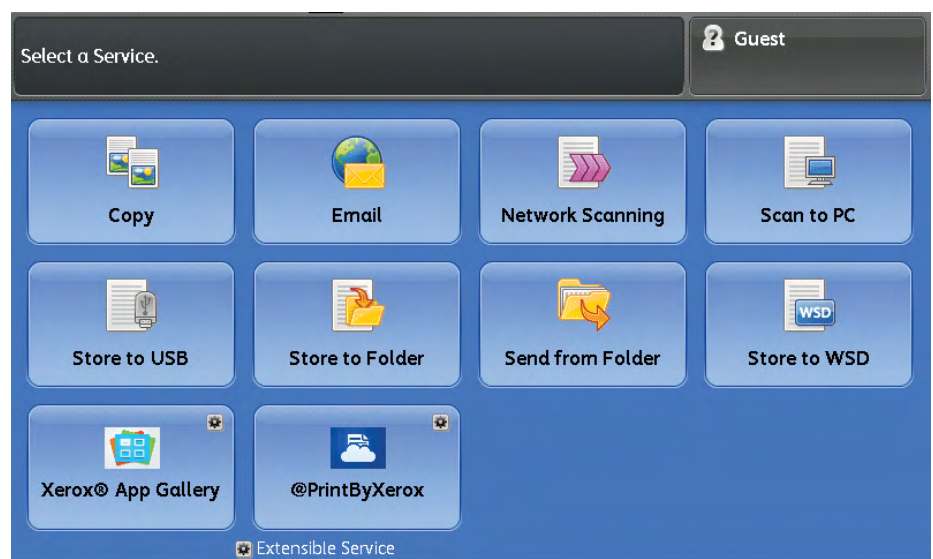 Select a Service.
Guest
Copy
Email
Network Scanning
Scan to PC
Store to USB
Store to Folder
Send from Folder
WSD
Store to WSD
Xerox® App Gallery
@PrintByXerox
Extensible Service